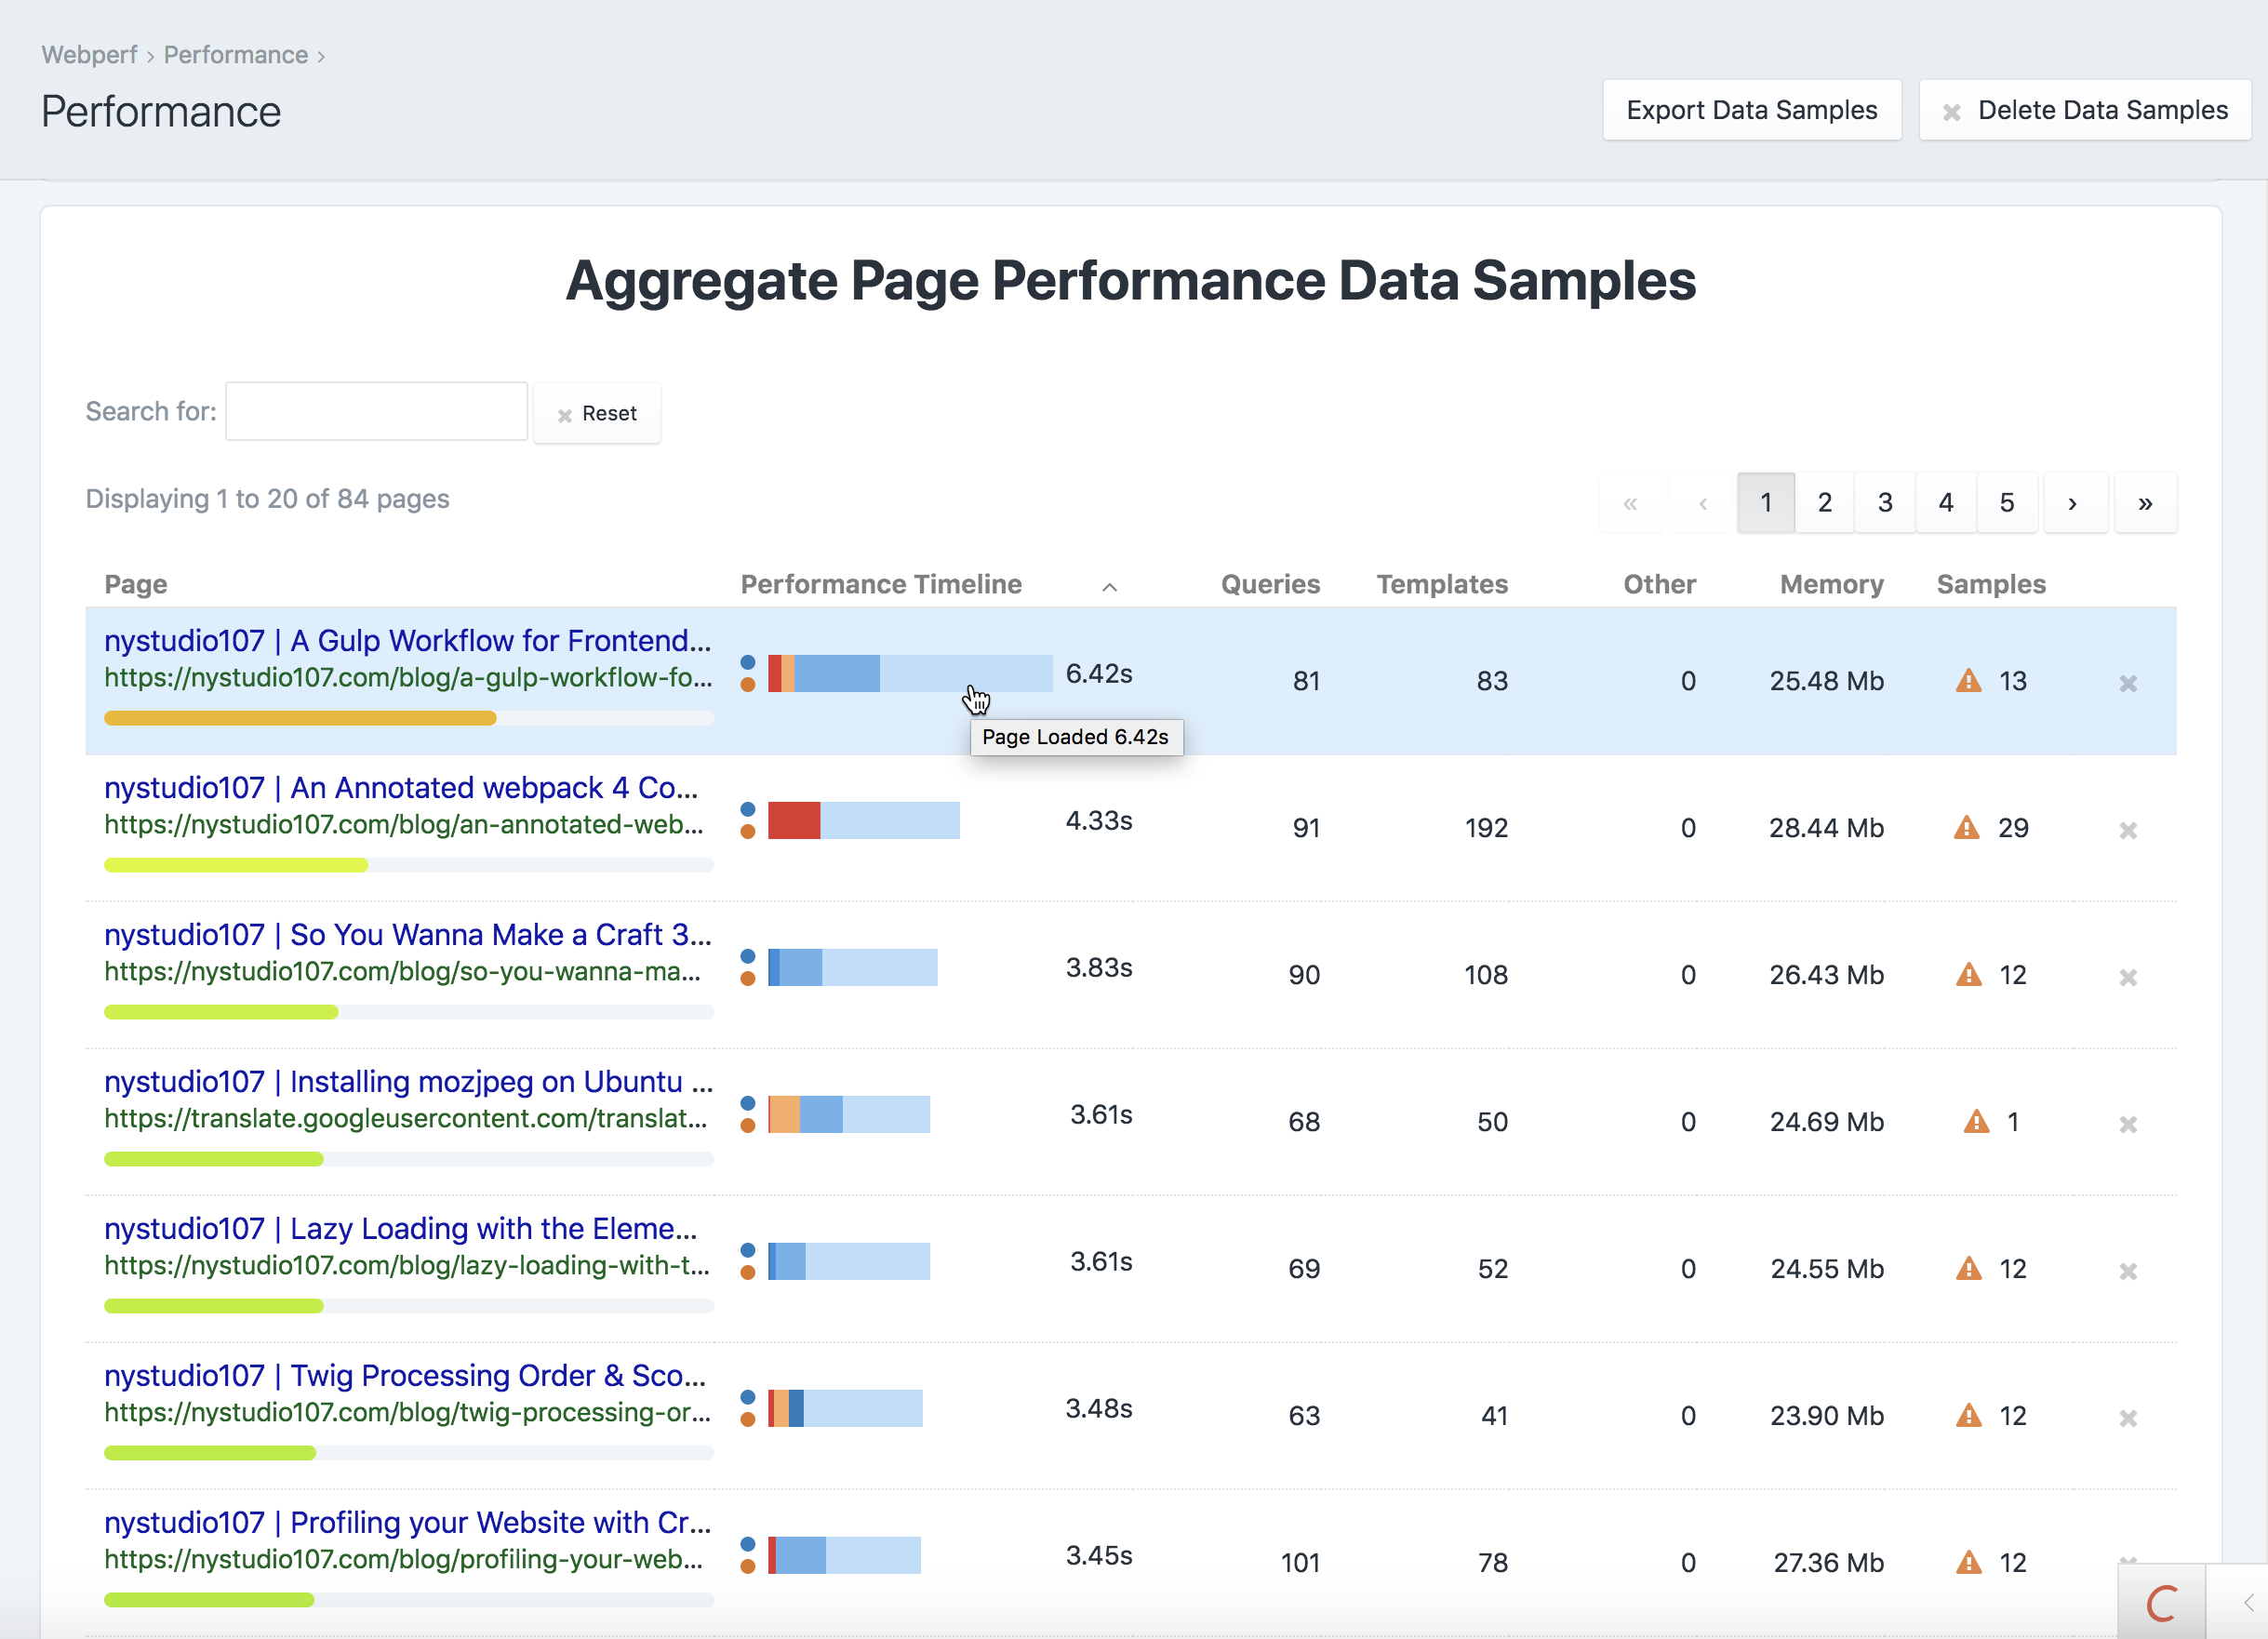 Webperf › Performance ›
Performance
Export Data Samples
Delete Data Samples
Aggregate Page Performance Data Samples
Search for:
Reset
Displaying 1 to 20 of 84 pages
« ‹ 1 2 3 4 5 › »
Page Performance Timeline Queries Templates Other Memory Samples
nystudio107 | A Gulp Workflow for Frontend...
https://nystudio107.com/blog/a-gulp-workflow-fo...
6.42s 81 83 0 25.48 Mb 13
Page Loaded 6.42s
nystudio107 | An Annotated webpack 4 Co...
https://nystudio107.com/blog/an-annotated-web...
4.33s 91 192 0 28.44 Mb 29
nystudio107 | So You Wanna Make a Craft 3...
https://nystudio107.com/blog/so-you-wanna-ma...
3.83s 90 108 0 26.43 Mb 12
nystudio107 | Installing mozjpeg on Ubuntu ...
https://translate.googleusercontent.com/translat...
3.61s 68 50 0 24.69 Mb 1
nystudio107 | Lazy Loading with the Eleme...
https://nystudio107.com/blog/lazy-loading-with-t...
3.61s 69 52 0 24.55 Mb 12
nystudio107 | Twig Processing Order & Sco...
https://nystudio107.com/blog/twig-processing-or...
3.48s 63 41 0 23.90 Mb 12
nystudio107 | Profiling your Website with Cr...
https://nystudio107.com/blog/profiling-your-web...
3.45s 101 78 0 27.36 Mb 12